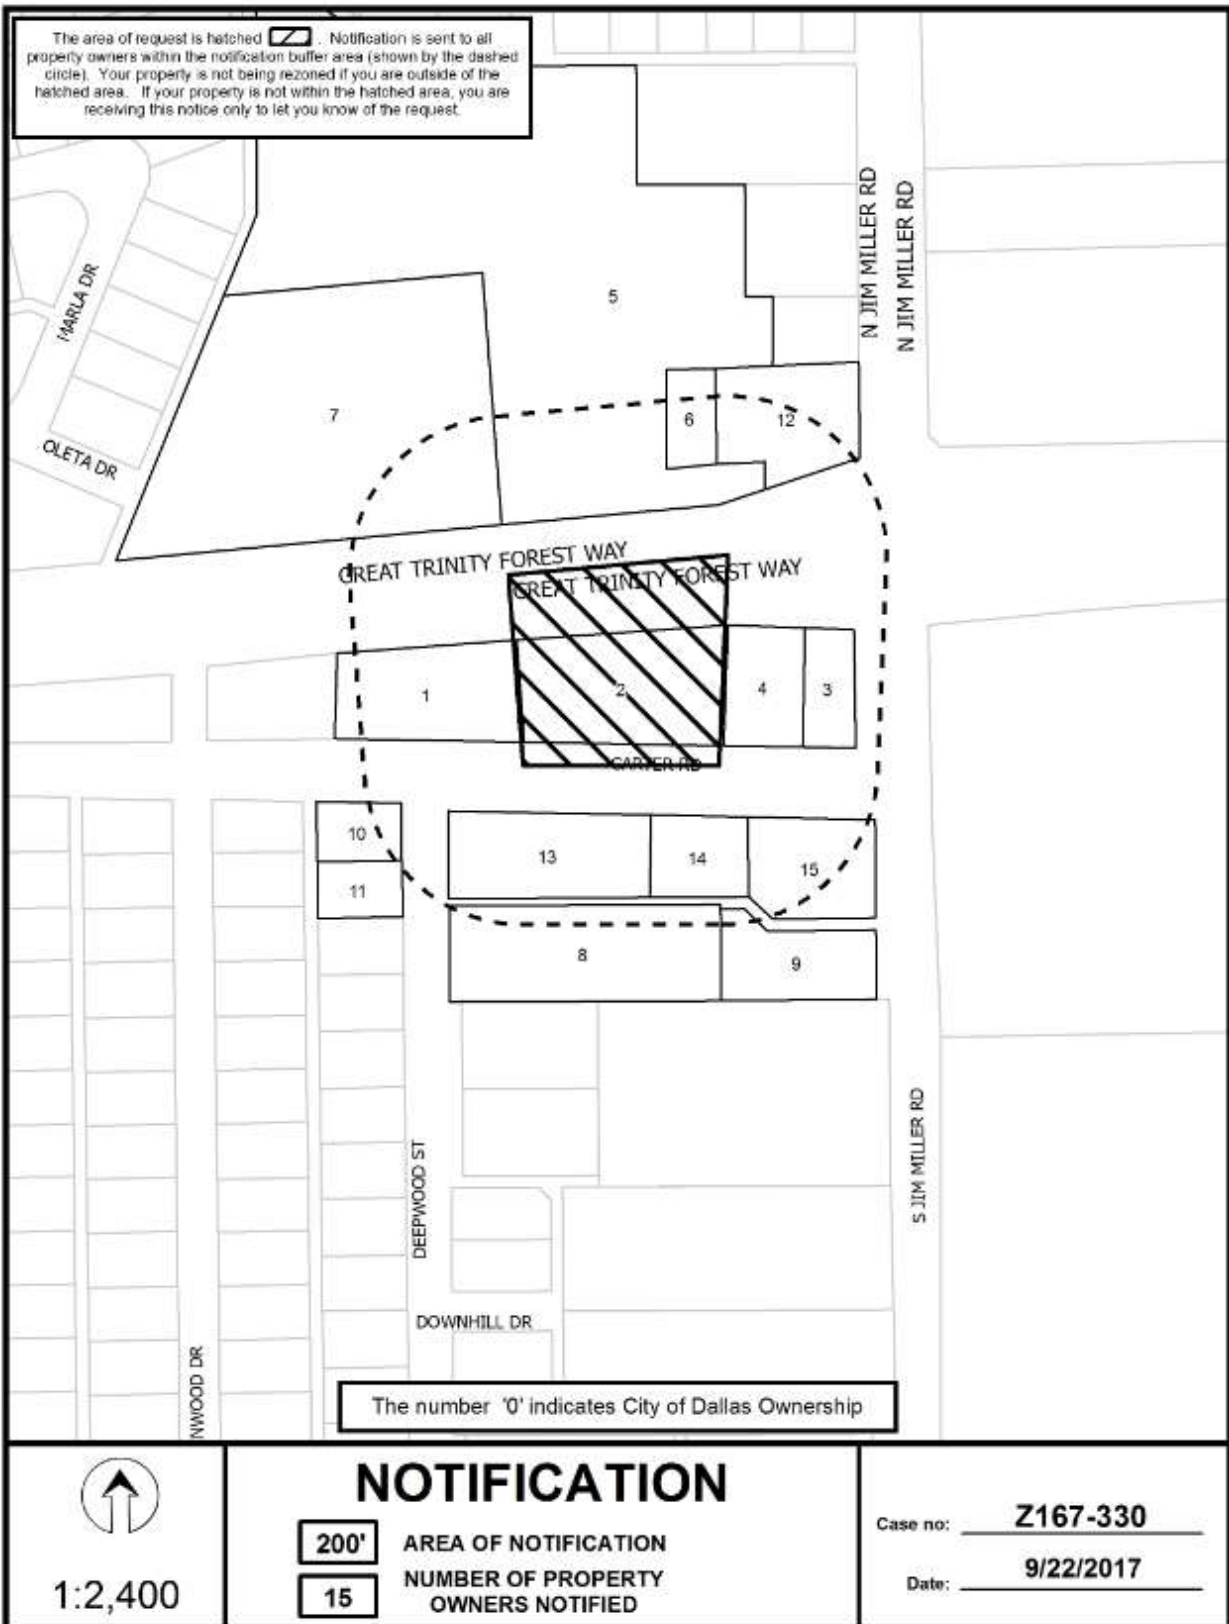 The area of request is hatched . Notification is sent to all
property owners within the notification buffer area (shown by the dashed
circle). Your property is not being rezoned if you are outside of the
hatched area. If your property is not within the hatched area, you are
receiving this notice only to let you know of the request.
N JIM MILLER RD
N JIM MILLER RD
MARLA DR
5
7
6
12
OLETA DR
GREAT TRINITY FOREST WAY
GREAT TRINITY FOREST WAY
1
2
4
3
CARTER RD
10
13
14
15
11
8
9
DEEPWOOD ST
S JIM MILLER RD
DOWNHILL DR
NWOOD DR
The number '0' indicates City of Dallas Ownership
1:2,400
NOTIFICATION
200' AREA OF NOTIFICATION
15 NUMBER OF PROPERTY
OWNERS NOTIFIED
Case no: Z167-330
Date: 9/22/2017